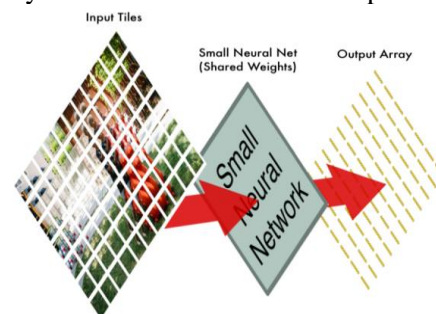 Input Tiles
Small Neural Net
(Shared Weights)
Output Array
Small
Neural
Network